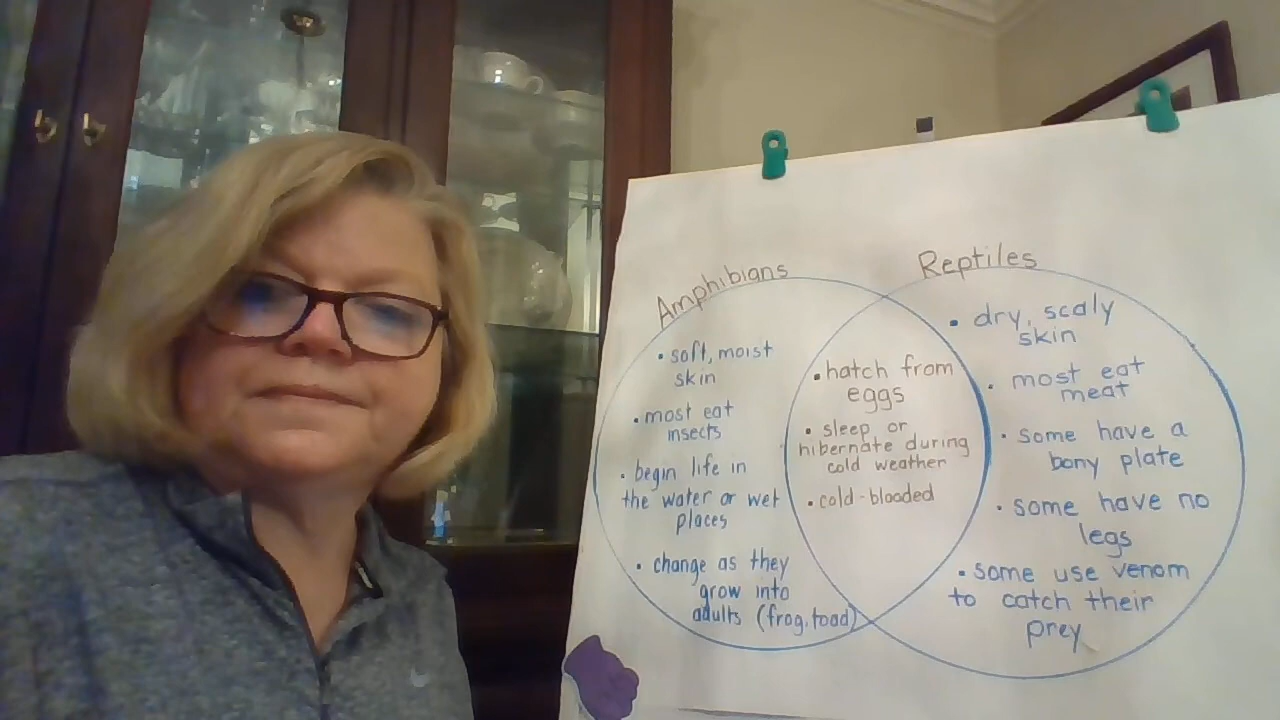 Amphibians
• soft, moist
skin
• most eat
insects
• begin life in
the water or wet
places
• change as they
grow into
adults (frog, toad)
• hatch from
eggs
• sleep or
hibernate during
cold weather
• cold-blooded
Reptiles
• dry, scaly
skin
• most eat
meat
• some have a
bony plate
• some have no
legs
• some use venom
to catch their
prey